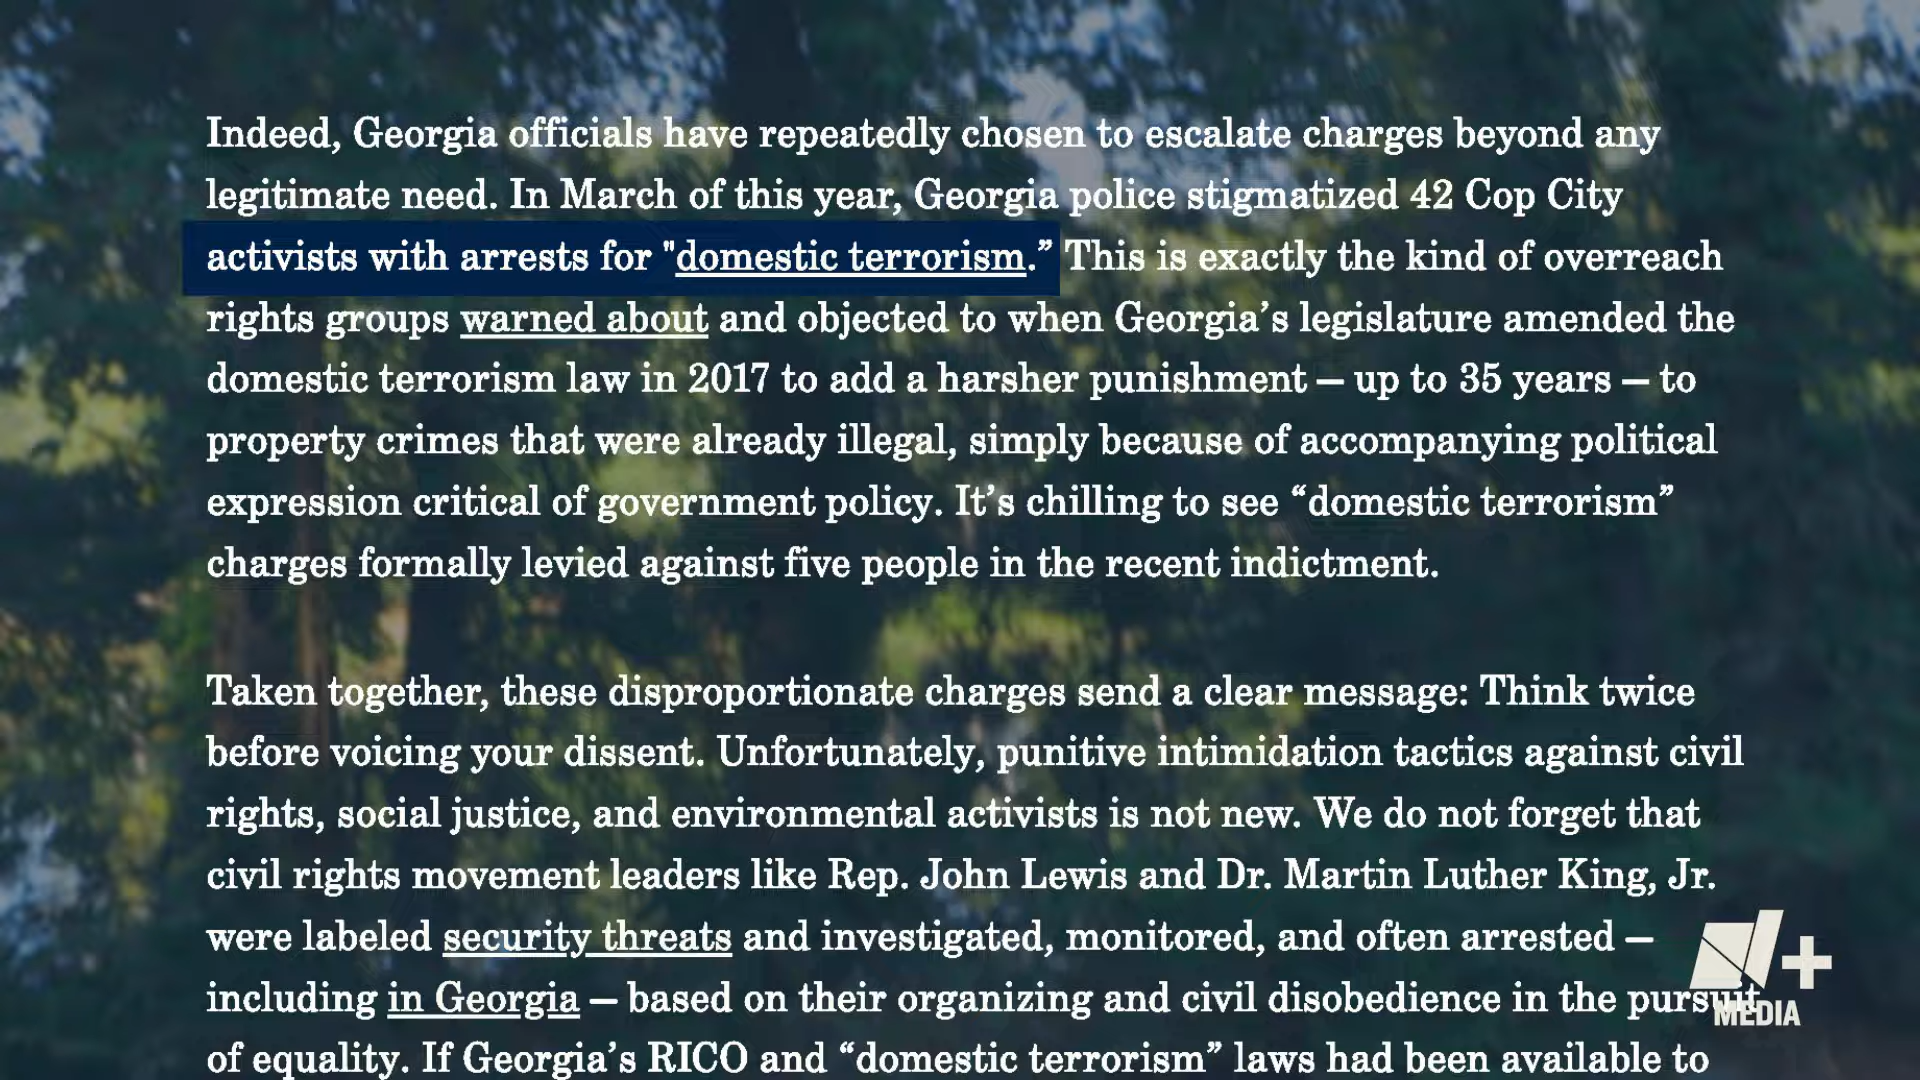 Indeed, Georgia officials have repeatedly chosen to escalate charges beyond any
legitimate need. In March of this year, Georgia police stigmatized 42 Cop City
activists with arrests for "domestic terrorism.” This is exactly the kind of overreach
rights groups warned about and objected to when Georgia’s legislature amended the
domestic terrorism law in 2017 to add a harsher punishment — up to 35 years — to
property crimes that were already illegal, simply because of accompanying political
expression critical of government policy. It’s chilling to see “domestic terrorism”
charges formally levied against five people in the recent indictment.
Taken together, these disproportionate charges send a clear message: Think twice
before voicing your dissent. Unfortunately, punitive intimidation tactics against civil
rights, social justice, and environmental activists is not new. We do not forget that
civil rights movement leaders like Rep. John Lewis and Dr. Martin Luther King, Jr.
were labeled security threats and investigated, monitored, and often arrested —
including in Georgia — based on their organizing and civil disobedience in the pursuit
of equality. If Georgia’s RICO and “domestic terrorism” laws had been available to
MEDIA